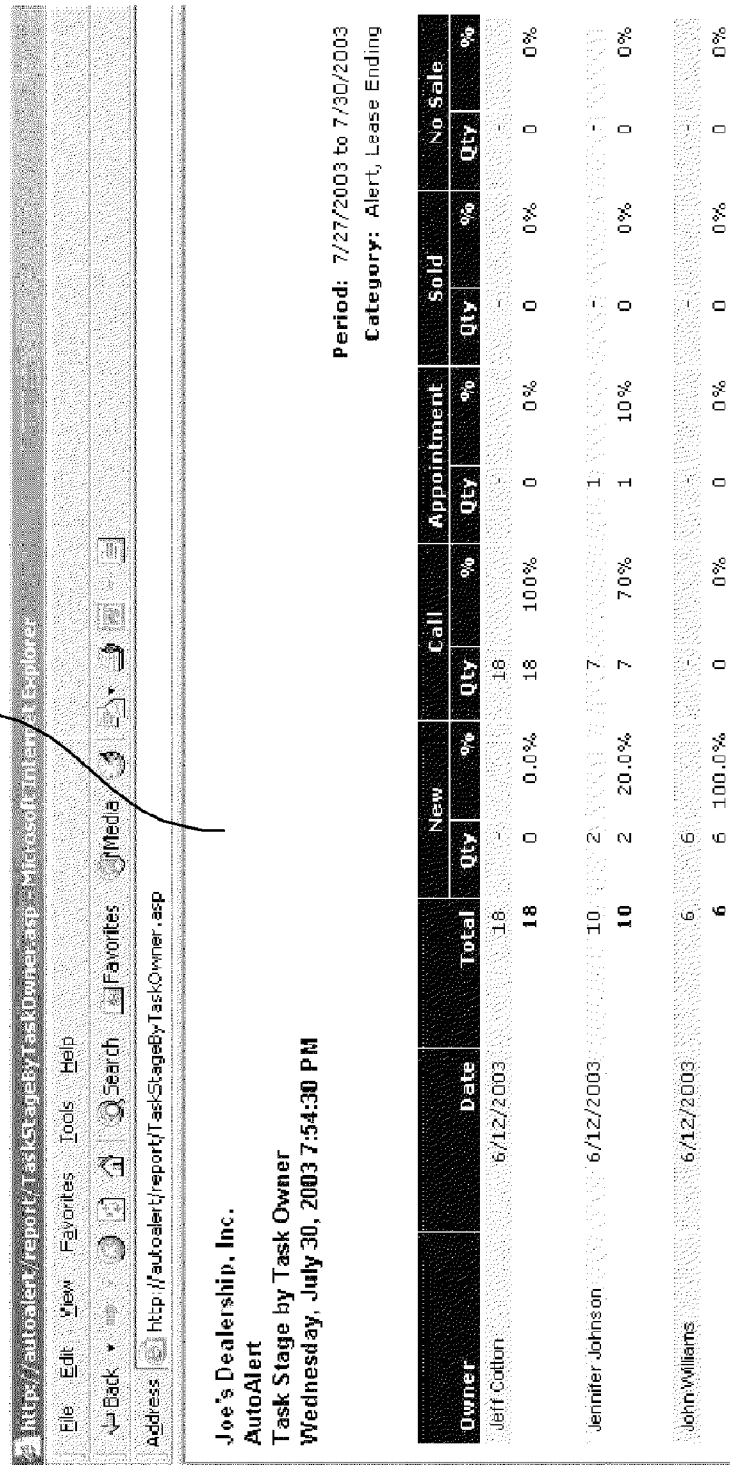 http://autoalert/report/TaskStageByTaskOwner.asp - Microsoft Internet Explorer
File Edit View Favorites Tools Help
Back Search Favorites Media
Address http://autoalert/report/TaskStageByTaskOwner.asp
Joe's Dealership, Inc.
AutoAlert
Task Stage by Task Owner
Wednesday, July 30, 2003 7:54:30 PM
Period: 7/27/2003 to 7/30/2003
Category: Alert, Lease Ending
New Call Appointment Sold No Sale
Owner Date Total Qty % Qty % Qty % Qty % Qty %
Jeff Cotton 6/12/2003 18 - 18 - - -
18 0 0.0% 18 100% 0 0% 0 0% 0 0%
Jennifer Johnson 6/12/2003 10 2 7 1 - -
10 2 20.0% 7 70% 1 10% 0 0% 0 0%
John Williams 6/12/2003 6 6 - - - -
6 6 100.0% 0 0% 0 0% 0 0% 0 0%